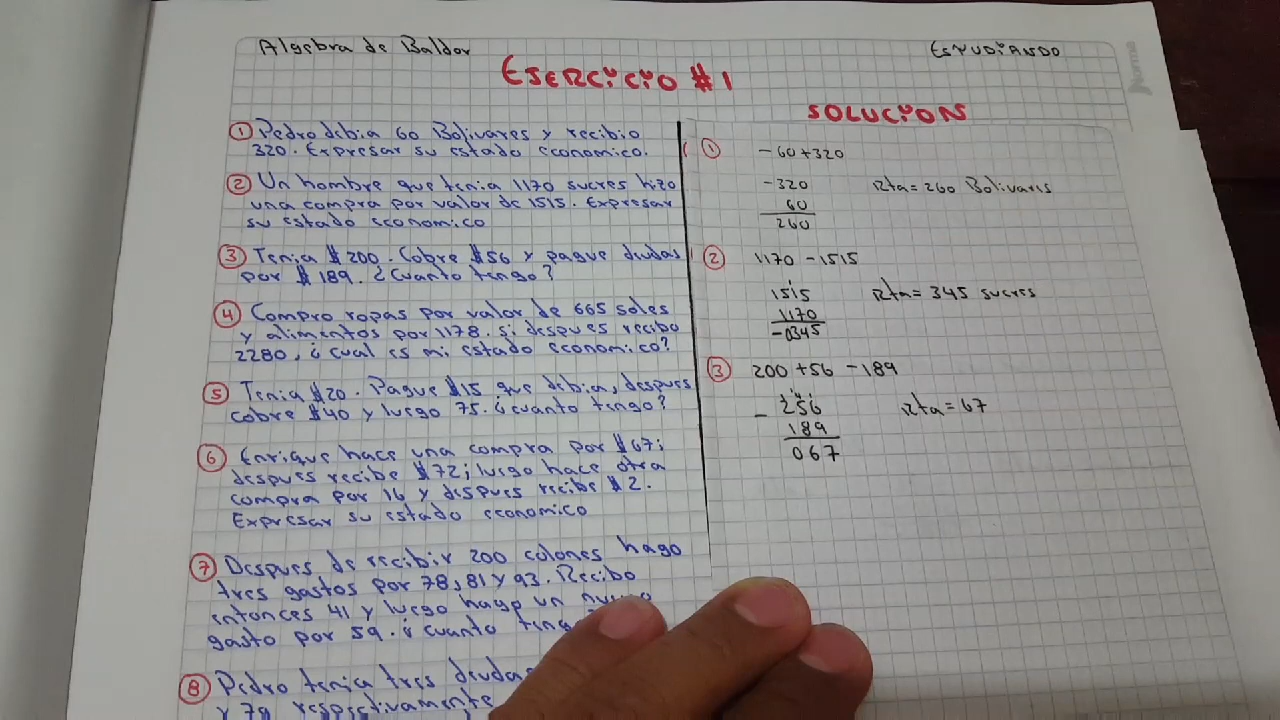 Algebra de Baldor
ESTUDiANDO
EJERCiCiO #1
SOLUCiONS
① Pedro debia 60 Bolivares y recibio
320. Expresar su estado economico.
② Un hombre que tenia 1170 sucres hizo
una compra por valor de 1515. Expresar
su estado economico
③ Tenia $200. Cobre $56 y pague deudas
por $189. ¿Cuanto tengo?
④ Compro ropas por valor de 665 soles
y alimentos por 1178. Si despues recibo
2280, ¿cual es mi estado economico?
⑤ Tenia $20. Pague $15 que debia, despues
cobre $40 y luego 75. ¿cuanto tengo?
⑥ Enrique hace una compra por $67;
despues recibe $72; luego hace otra
compra por 16 y despues recibe $2.
Expresar su estado economico
⑦ Despues de recibir 200 colones hago
tres gastos por 78, 81 y 93. Recibo
entonces 41 y luego hago un nuevo
gasto por 59. ¿cuanto
⑧ Pedro tenia tres deudas
y 79 respectivamente
① -60+320
-320
60
260
Rta=260 Bolivares
② 1170 -1515
1515
1170
-0345
Rta= 345 sucres
③ 200 +56 -189
- 256
189
067
Rta= 67
Norma